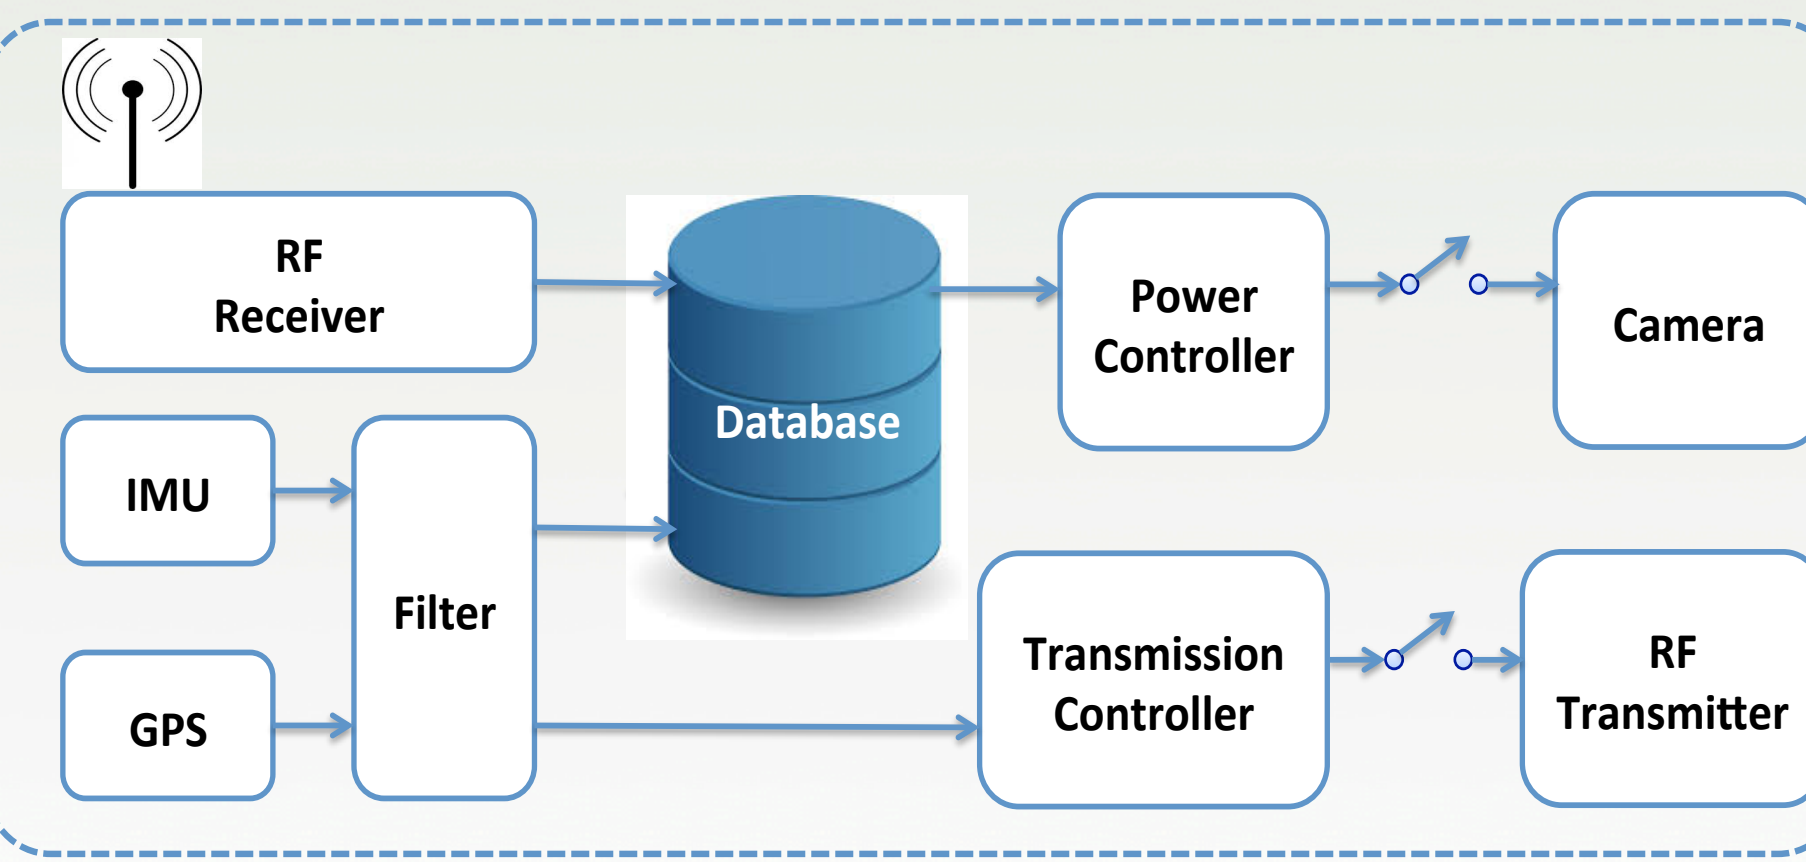 RF
Receiver
IMU
GPS
Filter
Database
Power
Controller
Camera
Transmission
Controller
RF
Transmitter